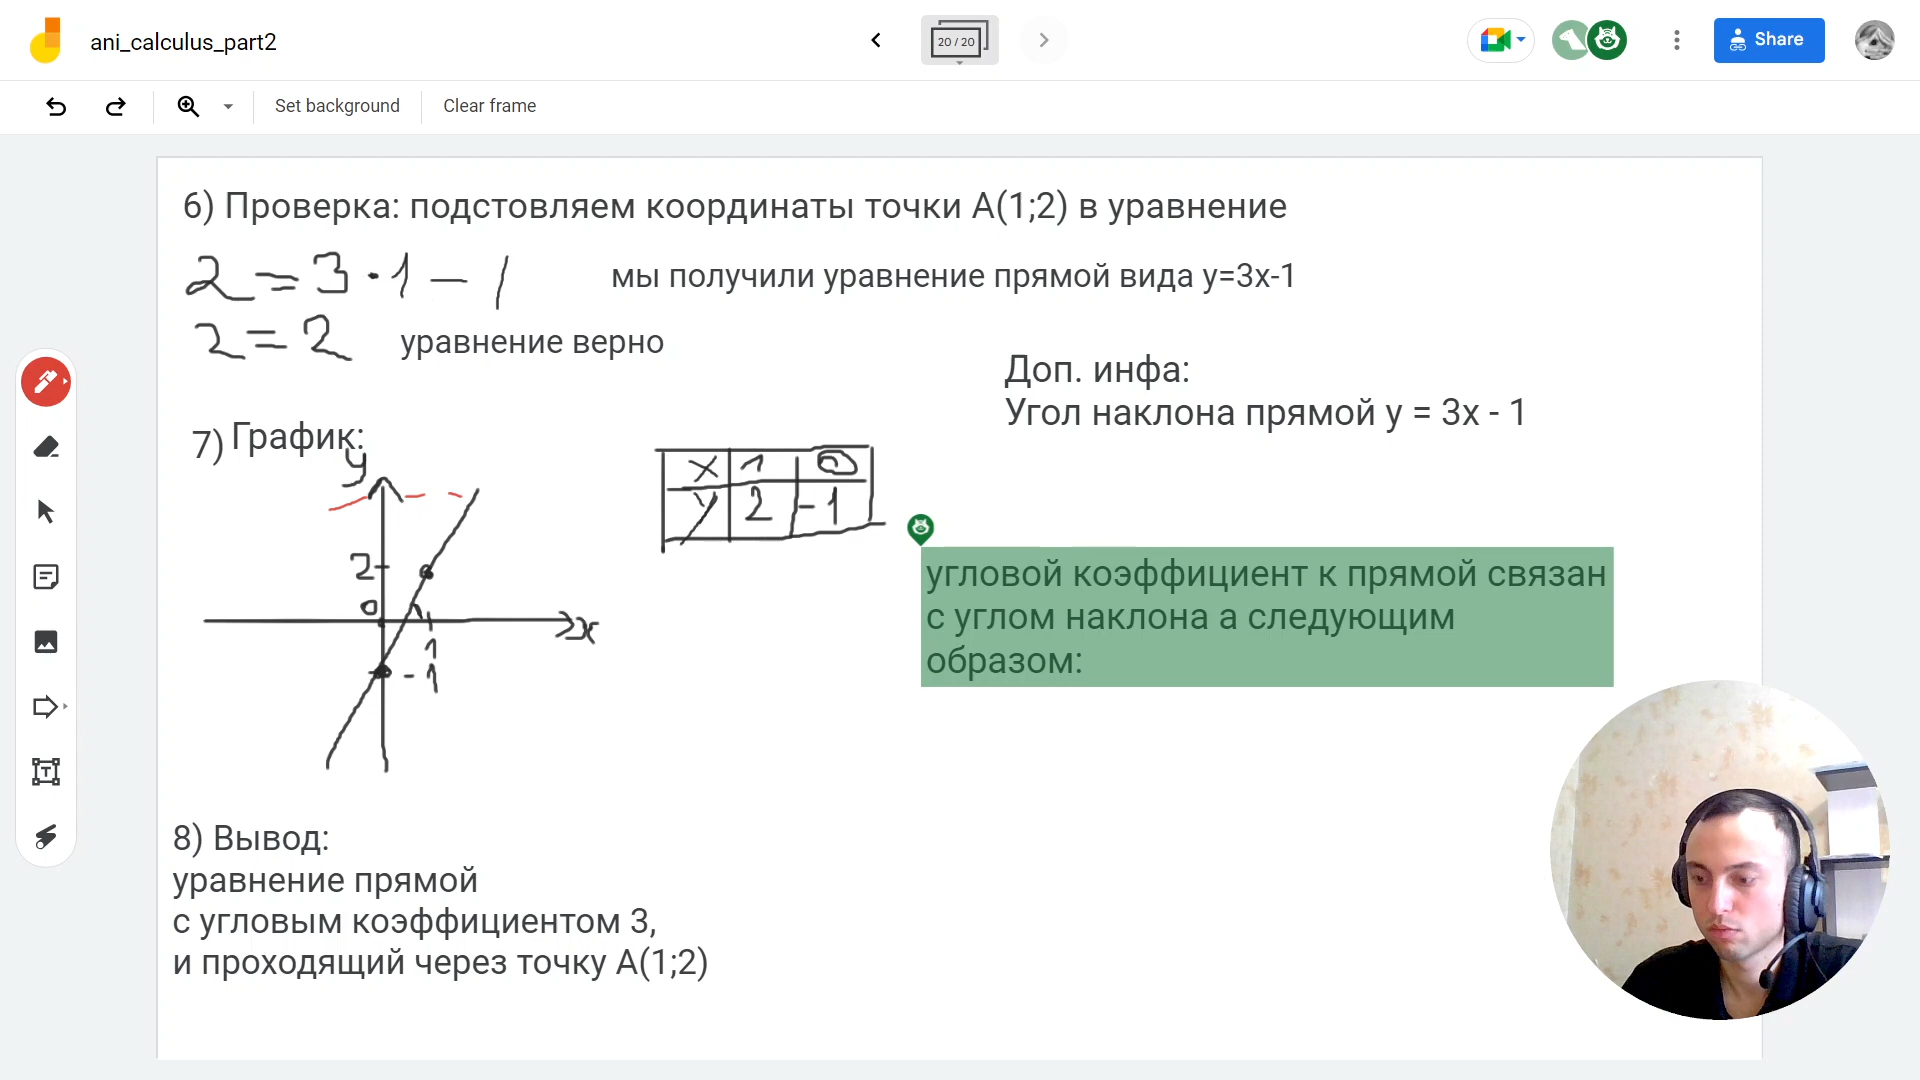 ani_calculus_part2
20 / 20
Share
Set background
Clear frame
6) Проверка: подстовляем координаты точки А(1;2) в уравнение
2 = 3 · 1 - 1
мы получили уравнение прямой вида y=3x-1
2 = 2
уравнение верно
Доп. инфа:
Угол наклона прямой y = 3x - 1
7) График:
y
x 1 0
y 2 -1
2
0
x
1
-1
угловой коэффициент к прямой связан
с углом наклона а следующим
образом:
8) Вывод:
уравнение прямой
с угловым коэффициентом 3,
и проходящий через точку А(1;2)